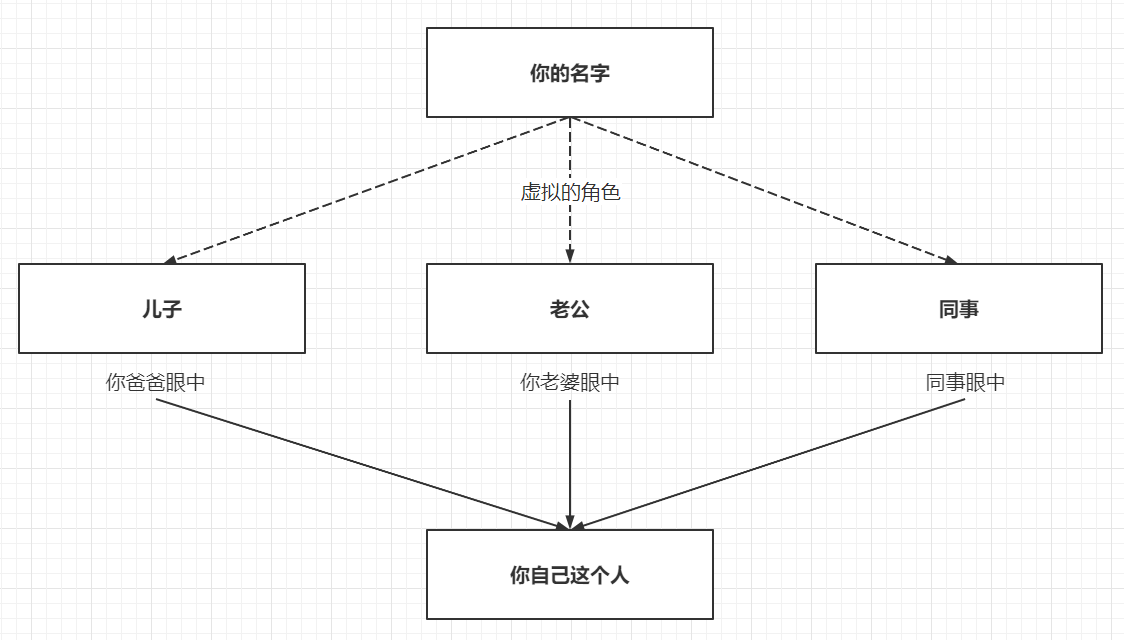 你的名字
虚拟的角色
儿子
老公
同事
你爸爸眼中
你老婆眼中
同事眼中
你自己这个人